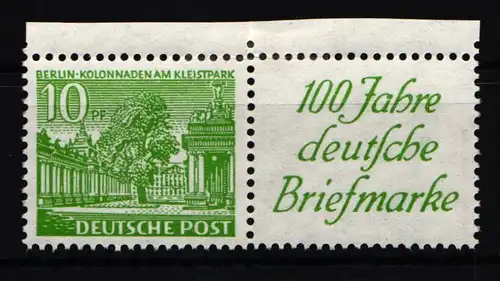 BERLIN-KOLONNADEN AM KLEISTPARK
10 PF
DEUTSCHE POST
100 Jahre
deutſche
Briefmarke